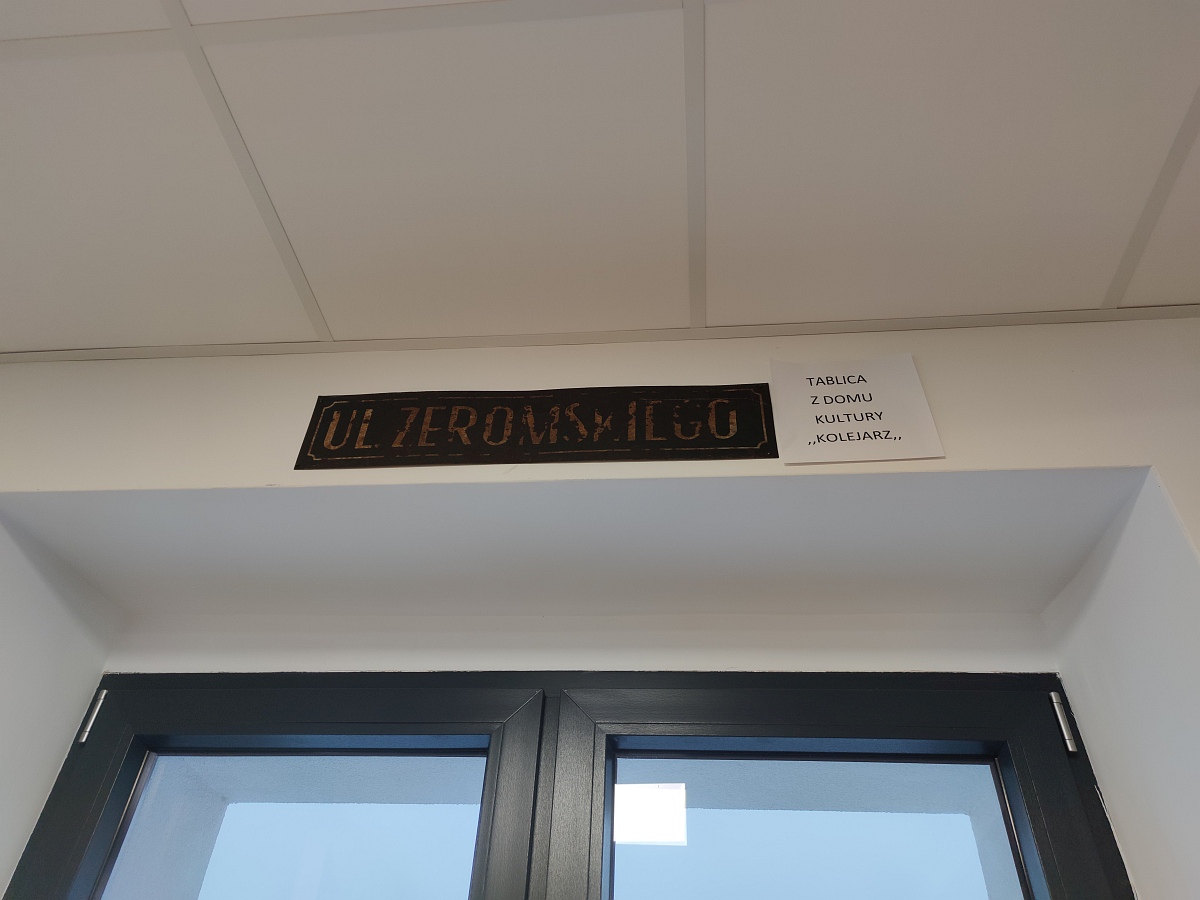 UL. ZEROMSKIEGO
TABLICA
Z DOMU
KULTURY
,,KOLEJARZ,,